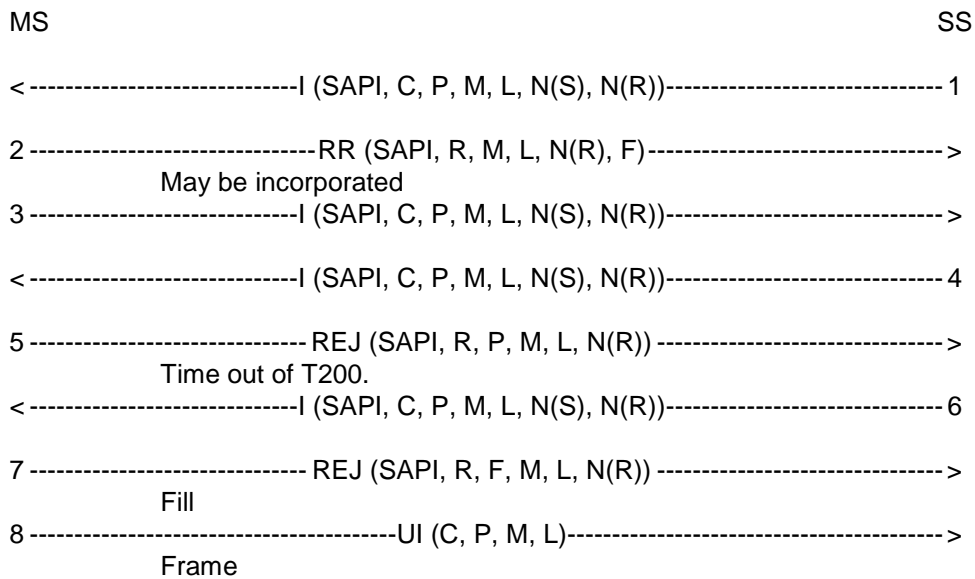 MS SS
< ------------------------------I (SAPI, C, P, M, L, N(S), N(R))------------------------------- 1
2 --------------------------------RR (SAPI, R, M, L, N(R), F)--------------------------------- >
May be incorporated
3 ------------------------------I (SAPI, C, P, M, L, N(S), N(R))------------------------------- >
< ------------------------------I (SAPI, C, P, M, L, N(S), N(R))------------------------------- 4
5 ------------------------------- REJ (SAPI, R, P, M, L, N(R)) -------------------------------- >
Time out of T200.
< ------------------------------I (SAPI, C, P, M, L, N(S), N(R))------------------------------- 6
7 ------------------------------- REJ (SAPI, R, F, M, L, N(R)) -------------------------------- >
Fill
8 -----------------------------------------UI (C, P, M, L)------------------------------------------ >
Frame